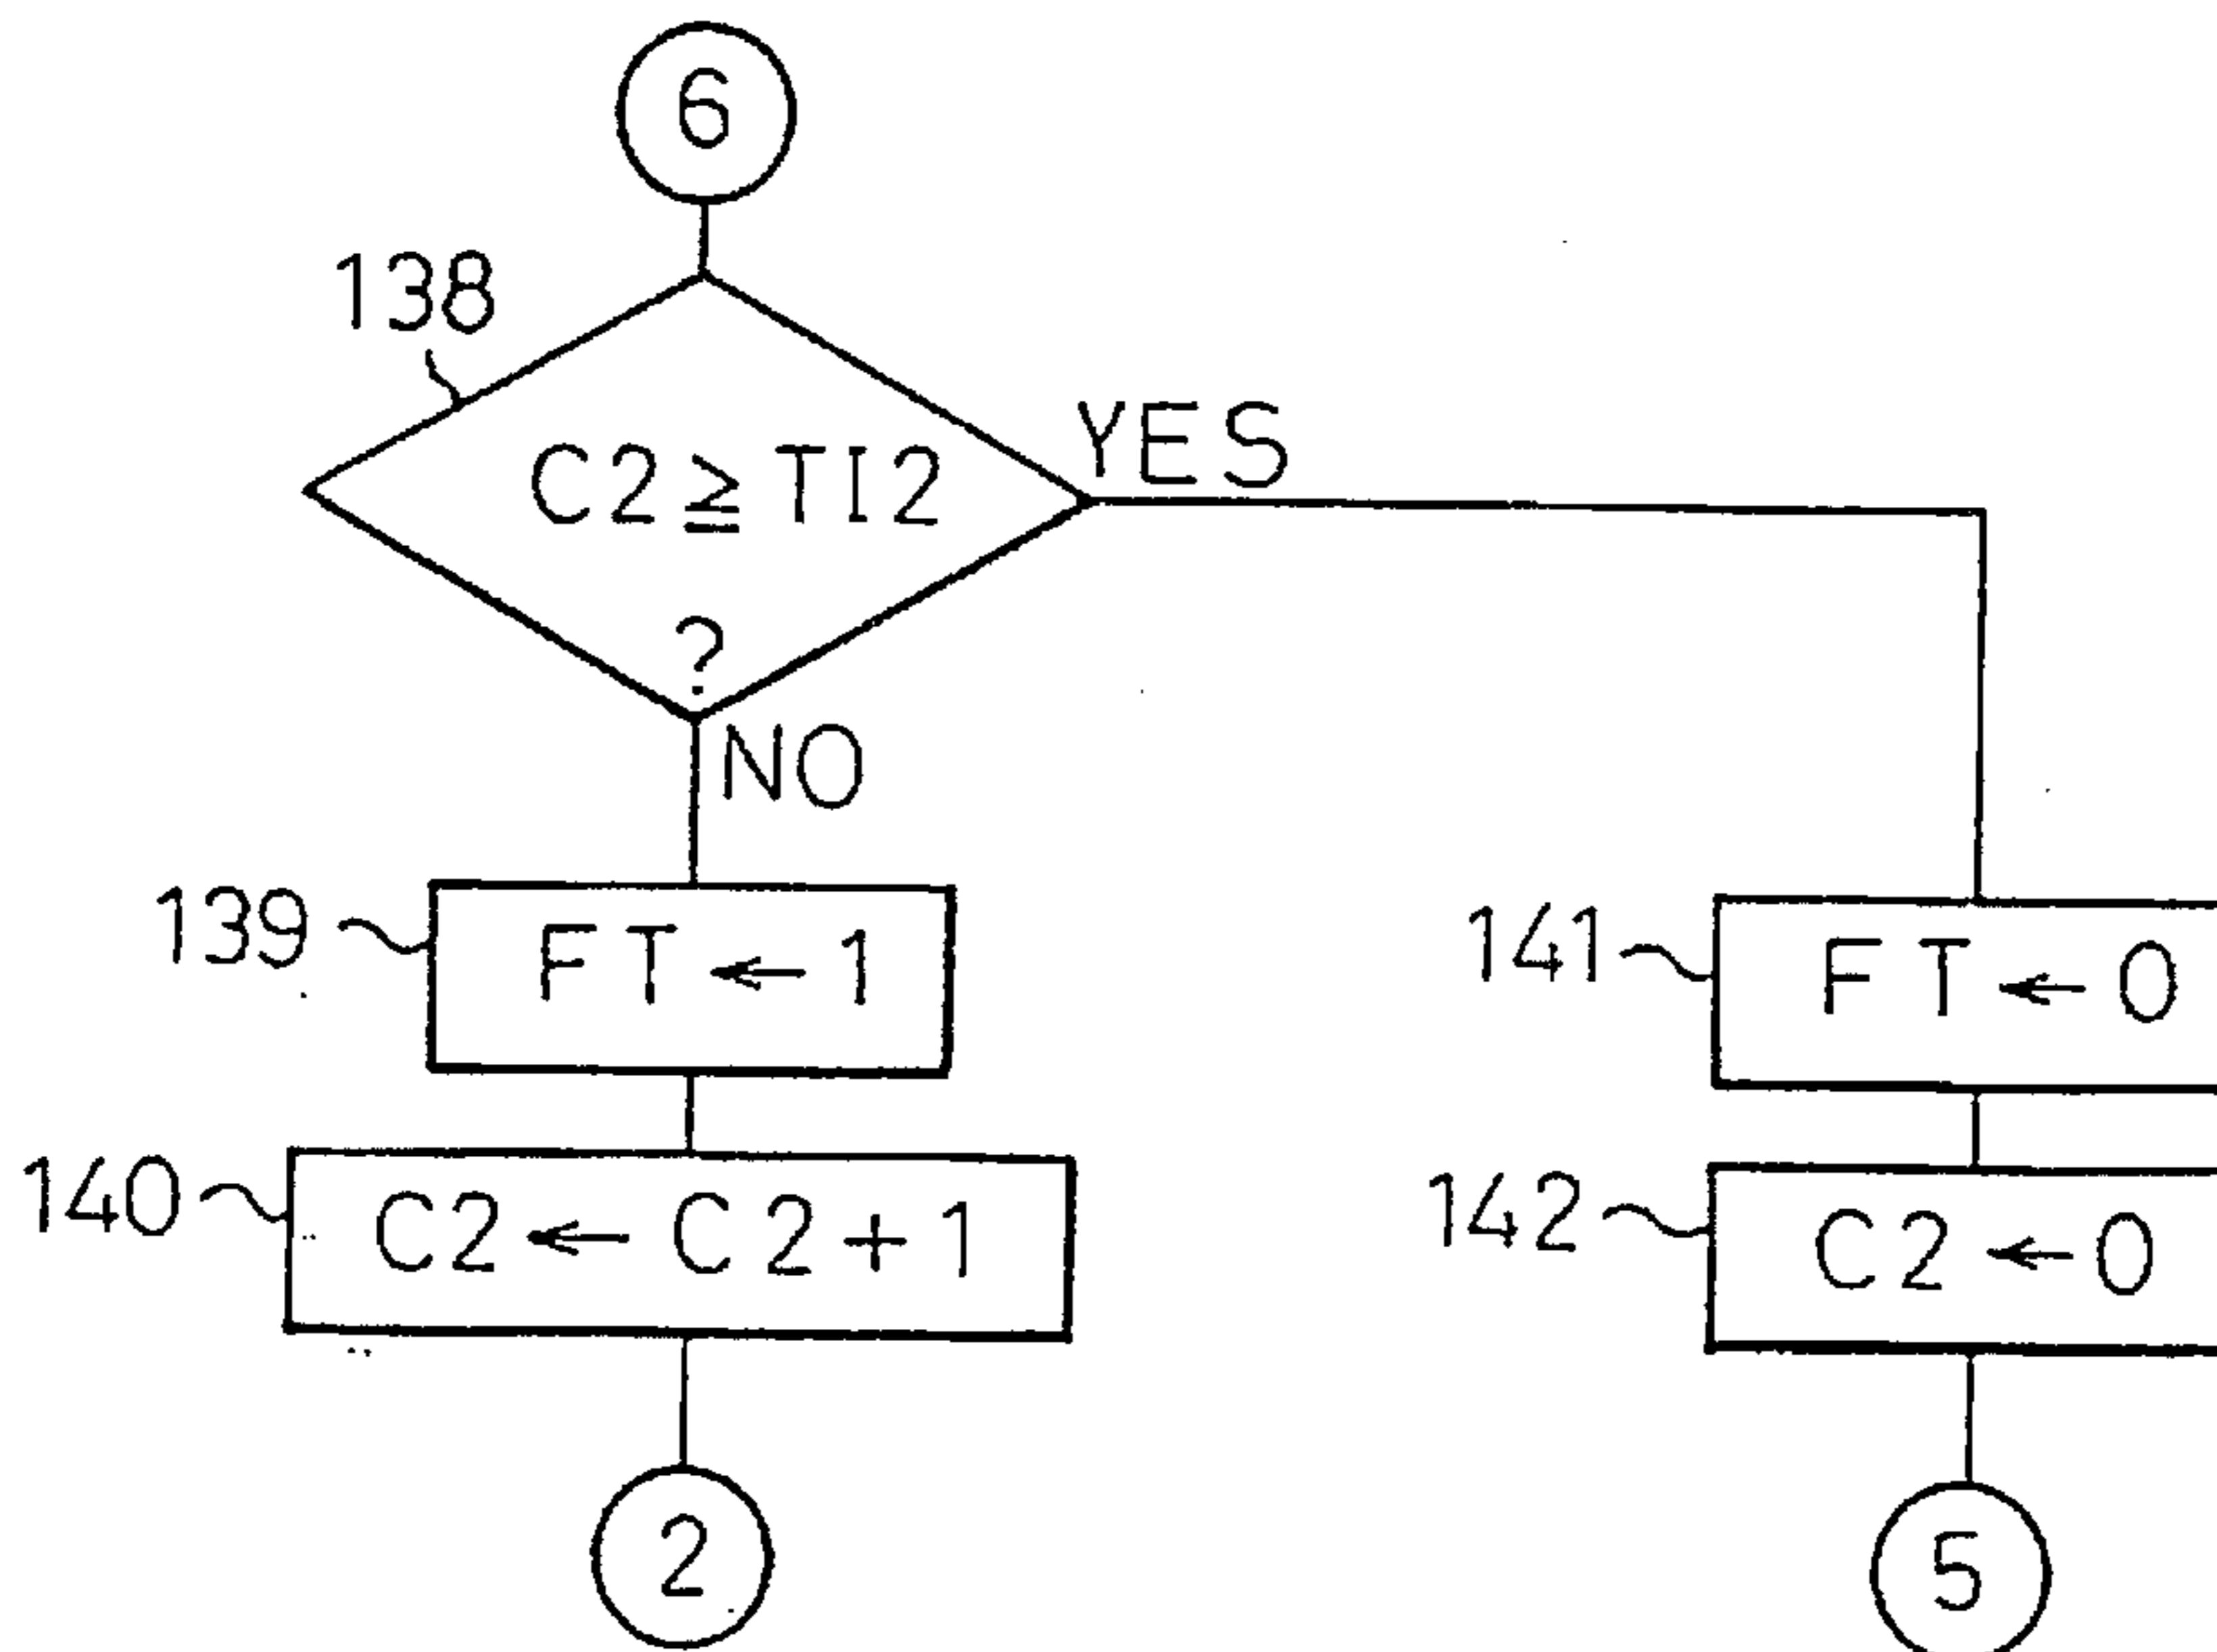 6
138
YES
C2≧TI2
?
NO
139
FT←1
141
FT←0
140
C2←C2+1
142
C2←0
2
5